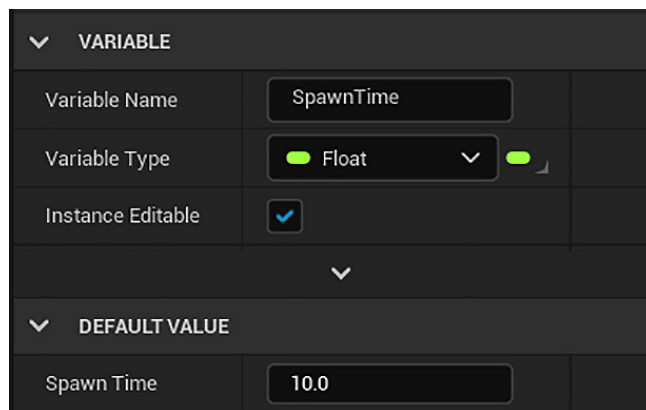 VARIABLE
Variable Name SpawnTime
Variable Type Float
Instance Editable
DEFAULT VALUE
Spawn Time 10.0